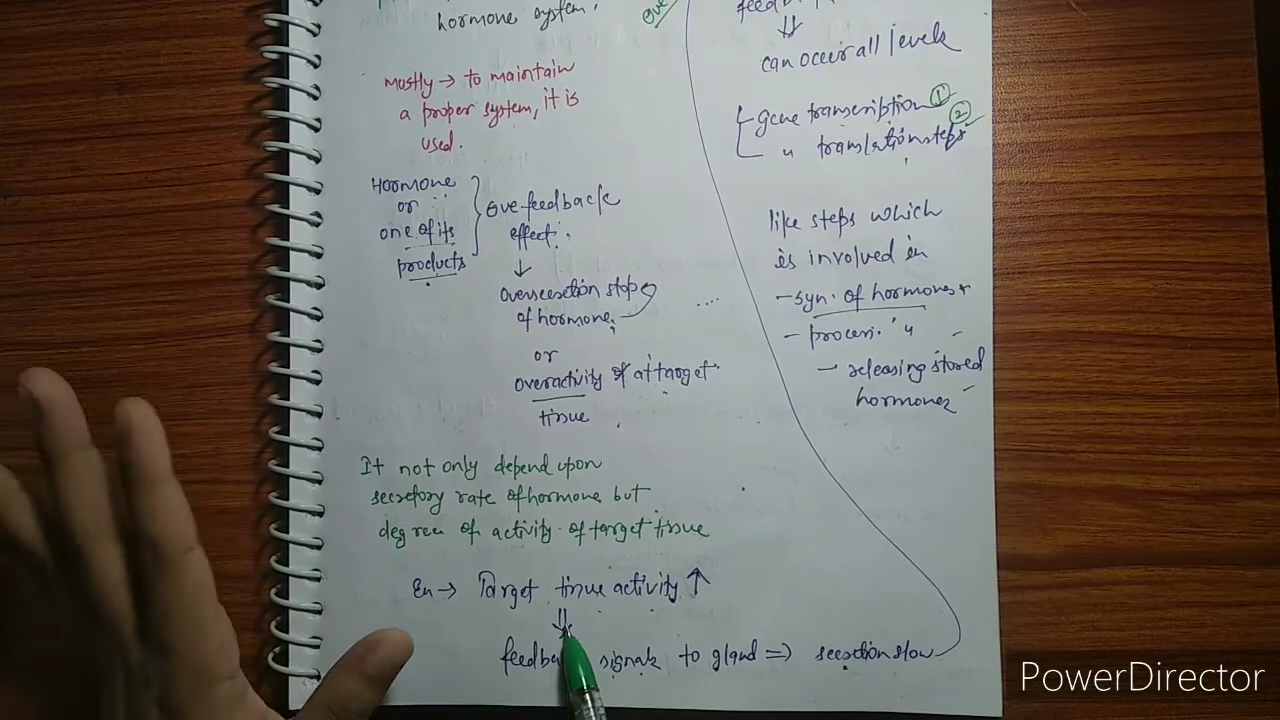 hormone system.
mostly → to maintain
a proper system, it is
used.
Hormone
or
one of its
products
⊖ve feedback
effect.
↓
oversecretion stop
of hormone.
or
overactivity of at target
tissue
It not only depend upon
secretory rate of hormone but
degree of activity of target tissue
Ex → Target tissue activity ↑
⇓
signals to gland ⇒ secretion slow
⇓
can occur all levels
gene transcription ①
" translation steps ②
like steps which
is involved in
- syn. of hormones
- process. "
- releasing stored
hormones
PowerDirector